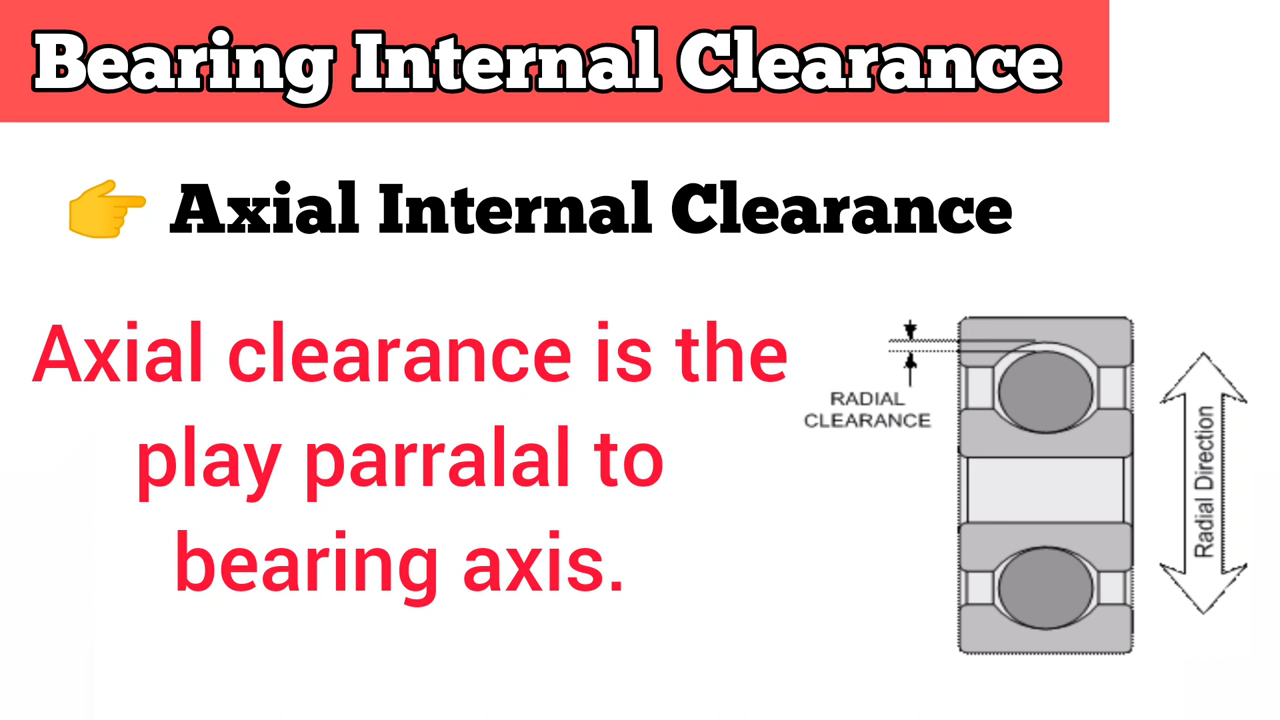 Bearing Internal Clearance
👉 Axial Internal Clearance
Axial clearance is the
play parralal to
bearing axis.
RADIAL
CLEARANCE
Radial Direction